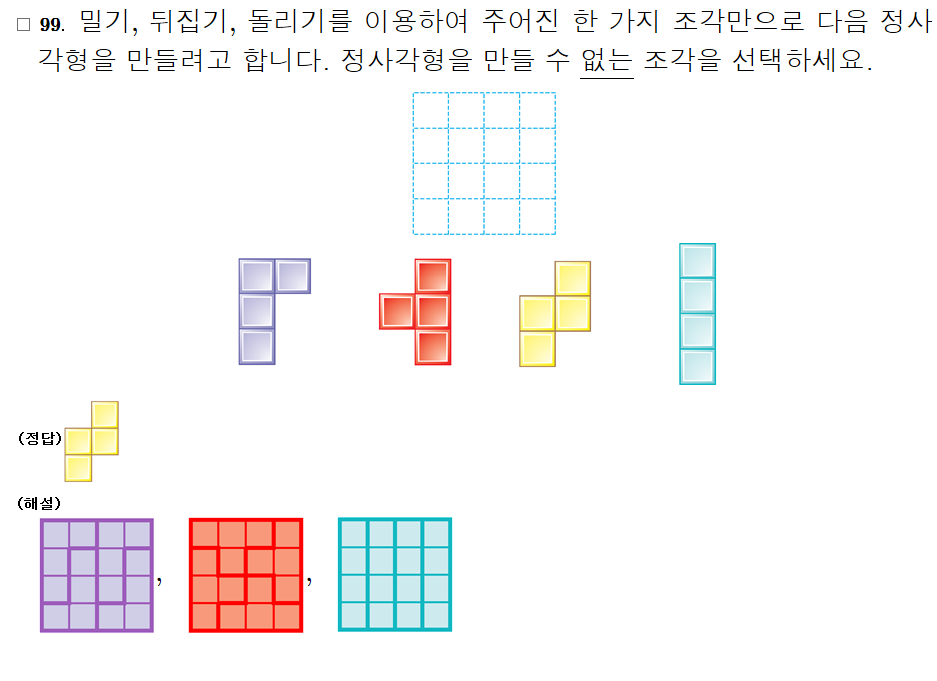 □ 99. 밀기, 뒤집기, 돌리기를 이용하여 주어진 한 가지 조각만으로 다음 정사
각형을 만들려고 합니다. 정사각형을 만들 수 없는 조각을 선택하세요.
(정답)
(해설)
, ,